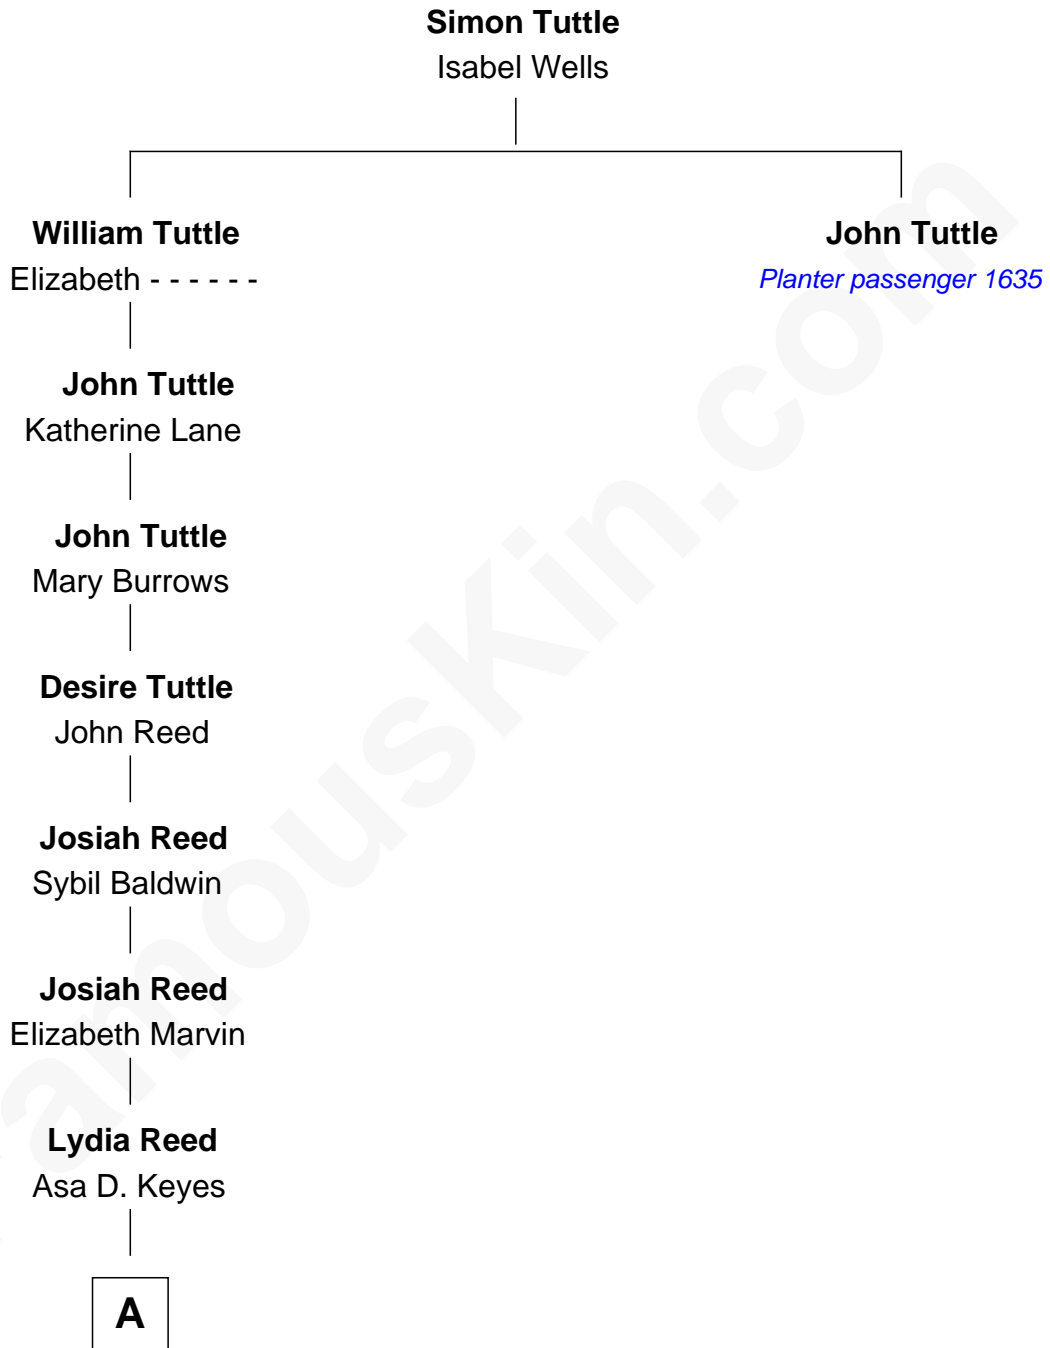 Simon Tuttle
Isabel Wells
William Tuttle
Elizabeth - - - - - -
John Tuttle
Planter passenger 1635
John Tuttle
Katherine Lane
John Tuttle
Mary Burrows
Desire Tuttle
John Reed
Josiah Reed
Sybil Baldwin
Josiah Reed
Elizabeth Marvin
Lydia Reed
Asa D. Keyes
A
amouskin.com